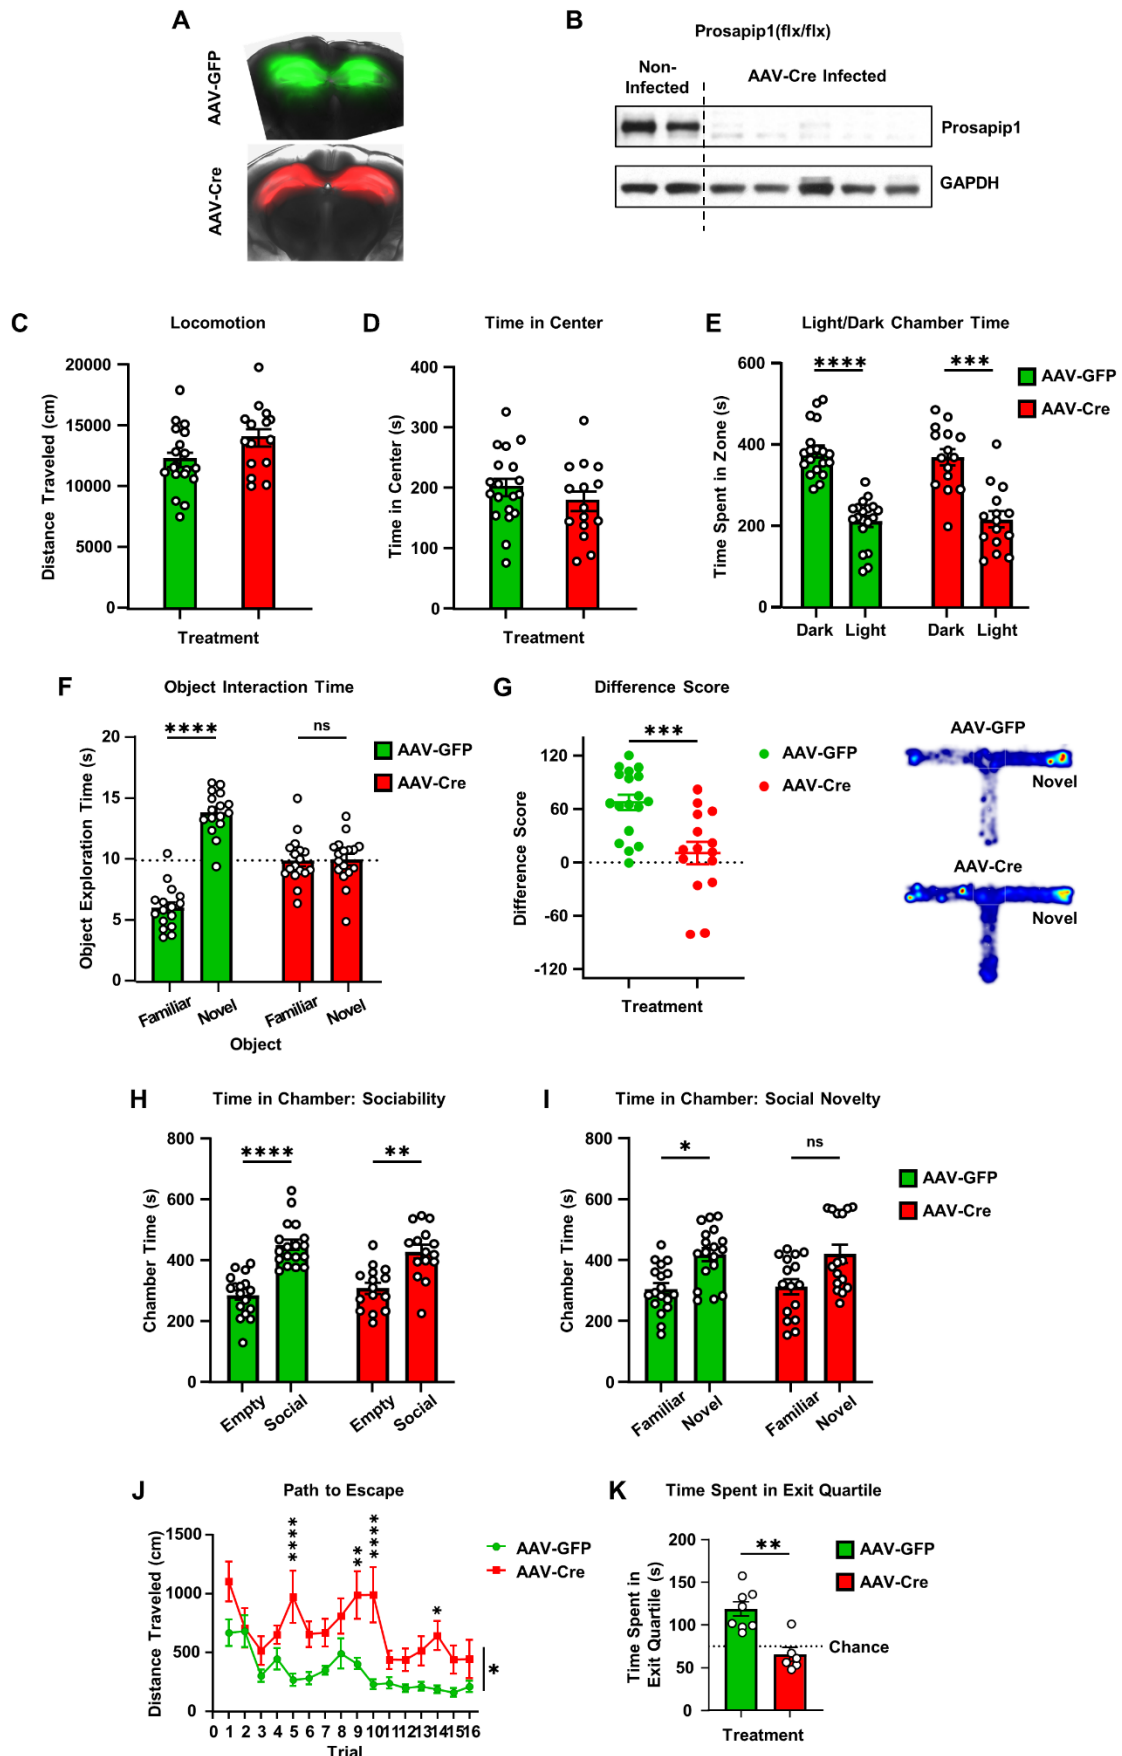 A
AAV-GFP
AAV-Cre
B
Prosapip1(flx/flx)
Non-
Infected
AAV-Cre Infected
Prosapip1
GAPDH
C
Locomotion
Distance Traveled (cm)
20000
15000
10000
5000
0
Treatment
D
Time in Center
Time in Center (s)
400
300
200
100
0
Treatment
E
Light/Dark Chamber Time
Time Spent in Zone (s)
600
400
200
0
****
***
Dark Light Dark Light
AAV-GFP
AAV-Cre
F
Object Interaction Time
Object Exploration Time (s)
20
15
10
5
0
****
ns
Familiar Novel Familiar Novel
Object
AAV-GFP
AAV-Cre
G
Difference Score
Difference Score
120
60
0
-60
-120
***
Treatment
AAV-GFP
AAV-Cre
AAV-GFP
Novel
AAV-Cre
Novel
H
Time in Chamber: Sociability
Chamber Time (s)
800
600
400
200
0
****
**
Empty Social Empty Social
I
Time in Chamber: Social Novelty
Chamber Time (s)
800
600
400
200
0
*
ns
Familiar Novel Familiar Novel
AAV-GFP
AAV-Cre
J
Path to Escape
Distance Traveled (cm)
1500
1000
500
0
****
**
****
*
*
0 1 2 3 4 5 6 7 8 9 10 11 12 13 14 15 16
Trial
AAV-GFP
AAV-Cre
K
Time Spent in Exit Quartile
Time Spent in
Exit Quartile (s)
200
150
100
50
0
**
Chance
Treatment
AAV-GFP
AAV-Cre